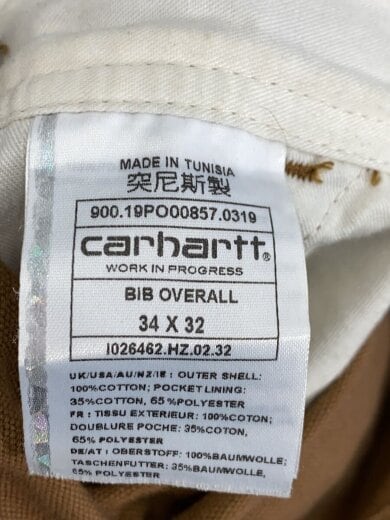 MADE IN TUNISIA
突尼斯製
900.19PO00857.0319
carhartt®
WORK IN PROGRESS
BIB OVERALL
34 X 32
I026462.HZ.02.32
UK/USA/AU/NZ/IE : OUTER SHELL:
100%COTTON; POCKET LINING:
35%COTTON, 65 %POLYESTER
FR : TISSU EXTERIEUR: 100%COTON;
DOUBLURE POCHE: 35%COTON,
65% POLYESTER
DE/AT : OBERSTOFF: 100%BAUMWOLLE;
TASCHENFUTTER: 35%BAUMWOLLE,
65% POLYESTER